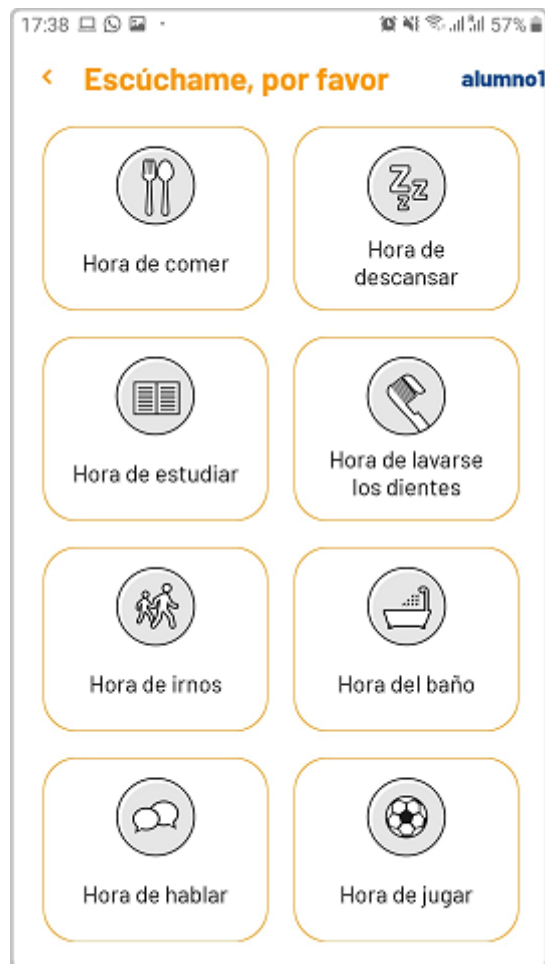 17:38 57%
Escúchame, por favor alumno1
Hora de comer
Hora de
descansar
Hora de estudiar
Hora de lavarse
los dientes
Hora de irnos
Hora del baño
Hora de hablar
Hora de jugar